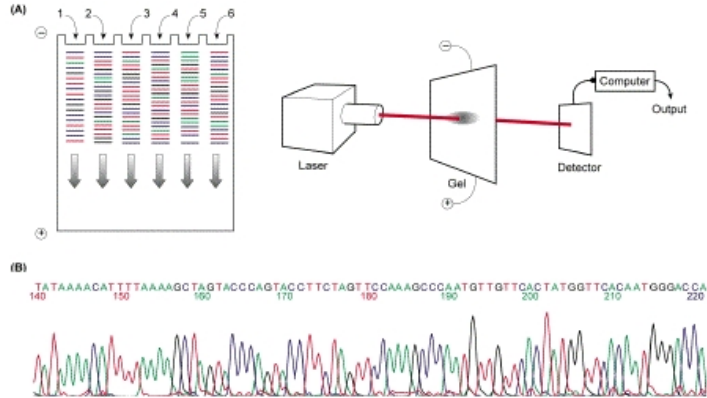 (A)
1 2 3 4 5 6
−
+
Laser
−
Gel
+
Detector
Computer
Output
(B)
TATAAAACATTTTAAAAGCTAGTACCCAGTACCTTCTAGTTCCAAAGCCCAATGTTGTTCACTATGGTTCACAATGGGACCA
140 150 160 170 180 190 200 210 220